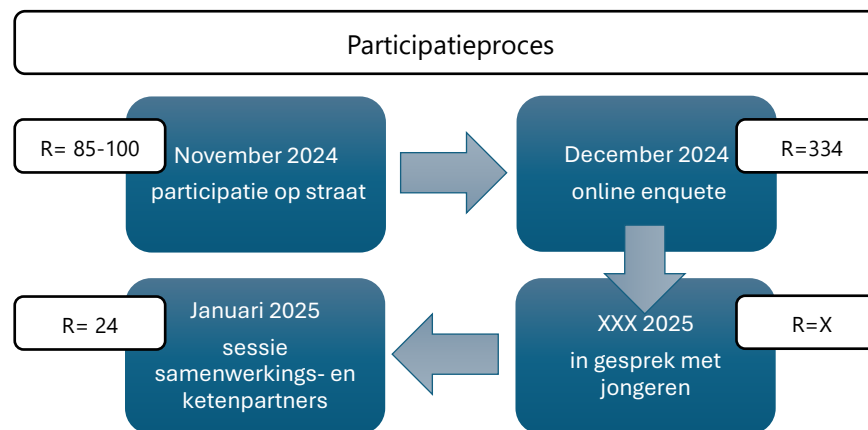 Participatieproces
R= 85-100
November 2024
participatie op straat
December 2024
online enquete
R=334
XXX 2025
in gesprek met
jongeren
R=X
Januari 2025
sessie
samenwerkings- en
ketenpartners
R= 24